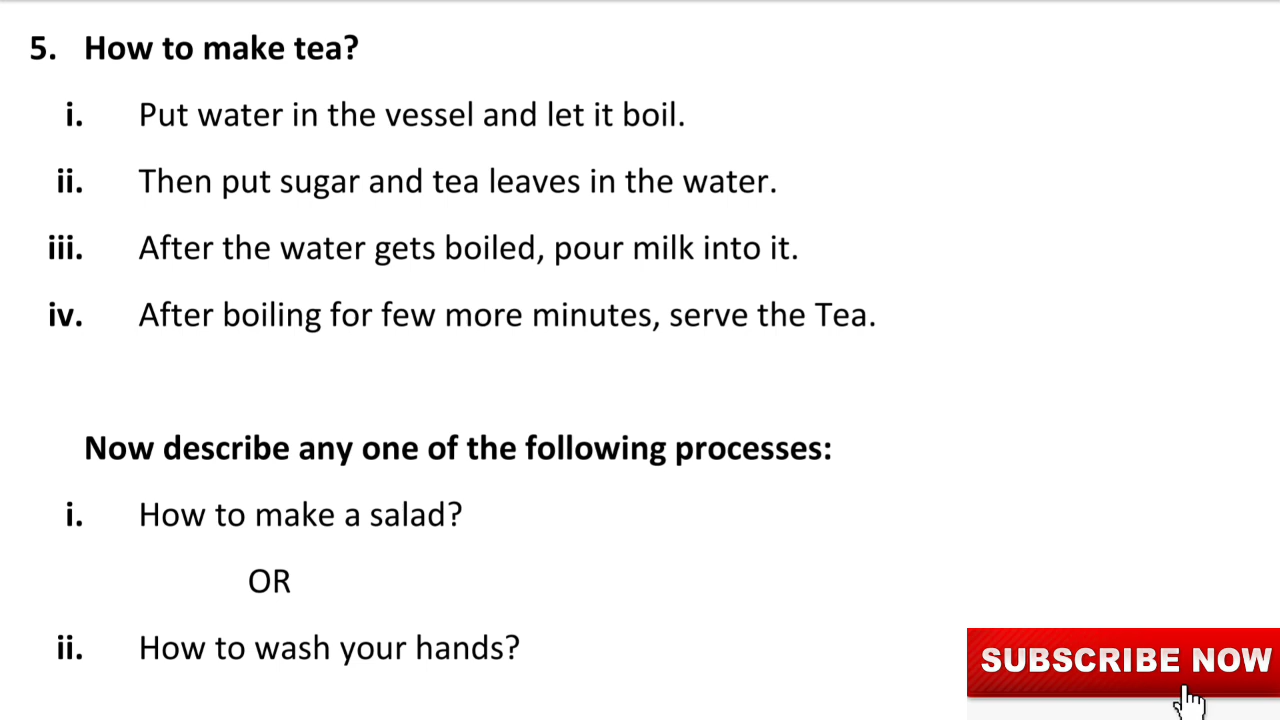 5. How to make tea?
i. Put water in the vessel and let it boil.
ii. Then put sugar and tea leaves in the water.
iii. After the water gets boiled, pour milk into it.
iv. After boiling for few more minutes, serve the Tea.
Now describe any one of the following processes:
i. How to make a salad?
OR
ii. How to wash your hands?
SUBSCRIBE NOW